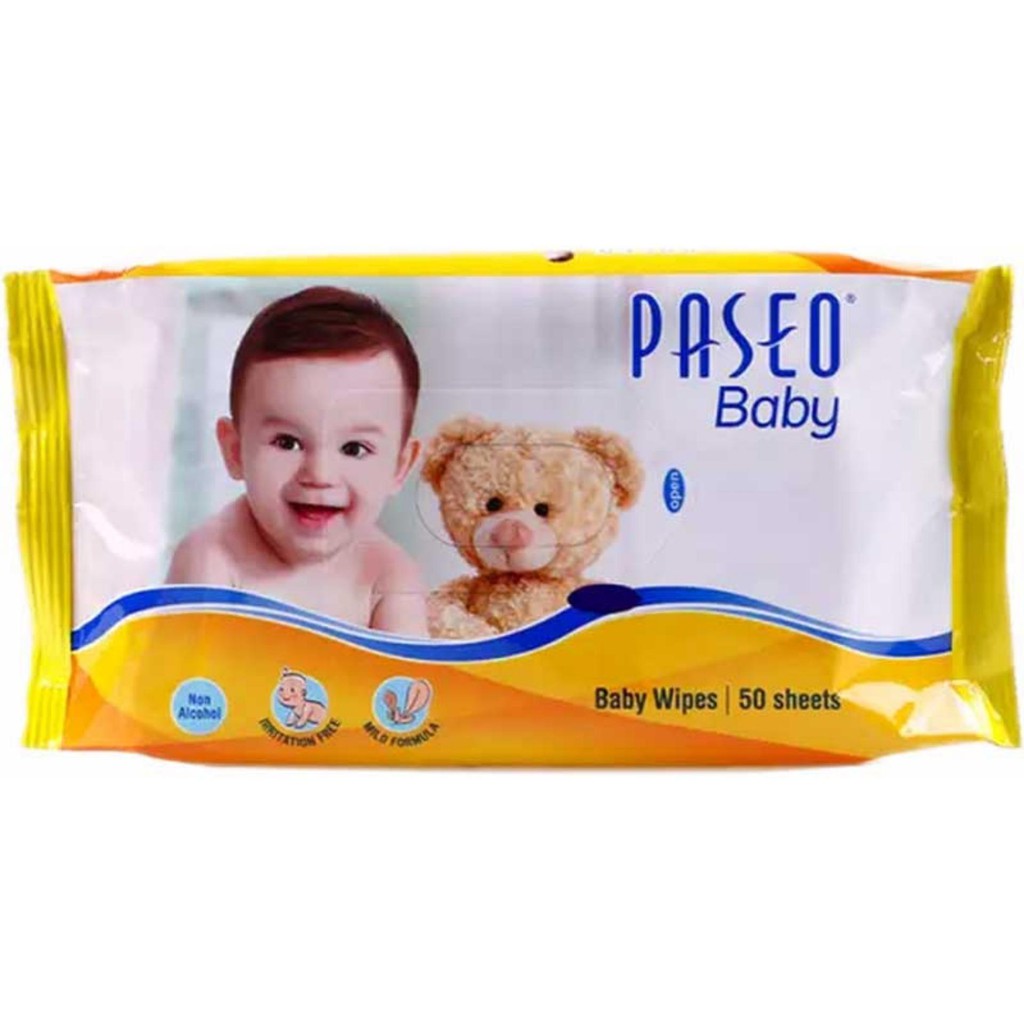 PASEO®
Baby
open
Non
Alcohol
IRRITATION FREE
MILD FORMULA
Baby Wipes | 50 sheets